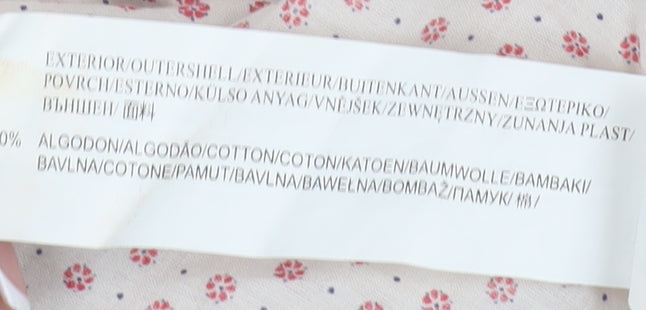 EXTERIOR/OUTERSHELL/EXTERIEUR/BUITENKANT/AUSSEN/ΕΞΩΤΕΡΙΚΟ/
POVRCH/ESTERNO/KÜLSO ANYAG/VNĚJŠEK/ZEWNĘTRZNY/ZUNANJA PLAST/
ВЪНШЕН/ 面料
0% ALGODON/ALGODÃO/COTTON/COTON/KATOEN/BAUMWOLLE/BAMBAKI/
BAVLNA/COTONE/PAMUT/BAVLNA/BAWEŁNA/BOMBAŽ/ПАМУК/ 棉/